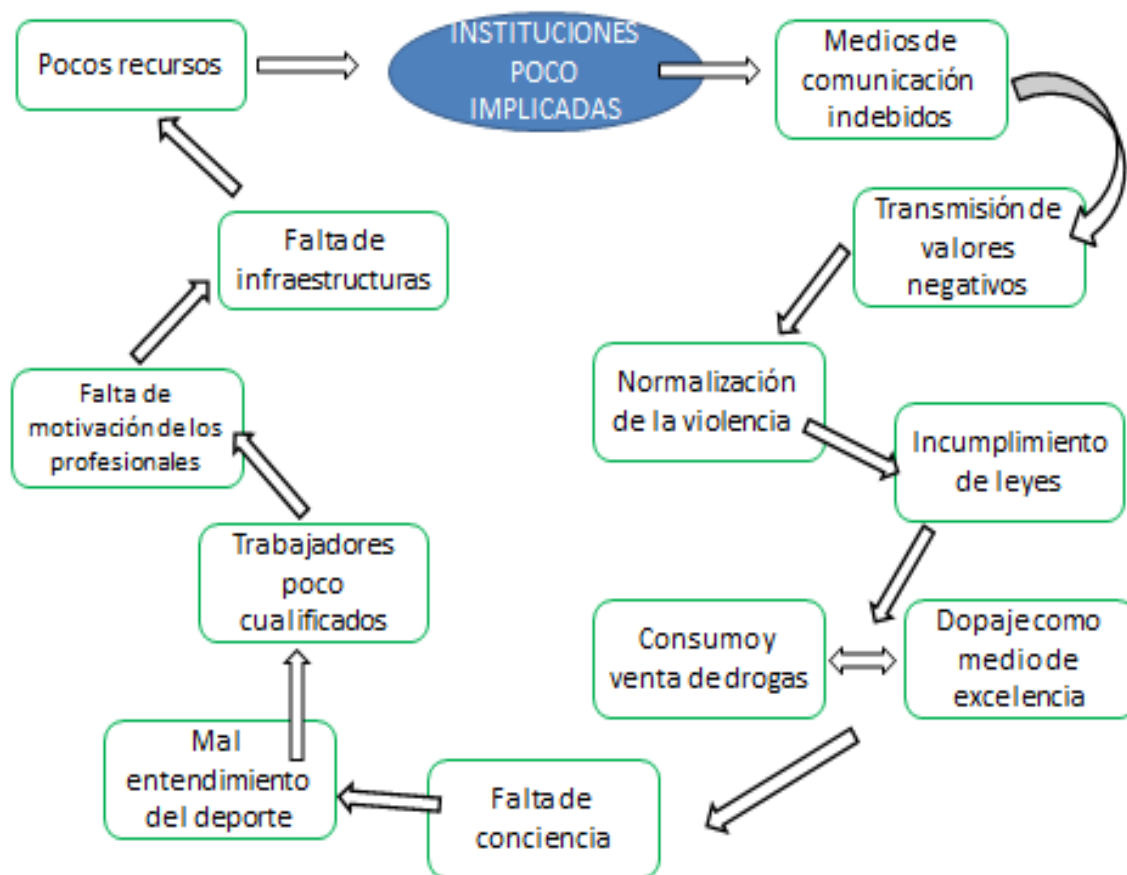 INSTITUCIONES
POCO
IMPLICADAS
Medios de
comunicación
indebidos
Transmisión de
valores
negativos
Normalización
de la violencia
Incumplimiento
de leyes
Dopaje como
medio de
excelencia
Consumo y
venta de drogas
Falta de
conciencia
Mal
entendimiento
del deporte
Trabajadores
poco
cualificados
Falta de
motivación de los
profesionales
Falta de
infraestructuras
Pocos recursos